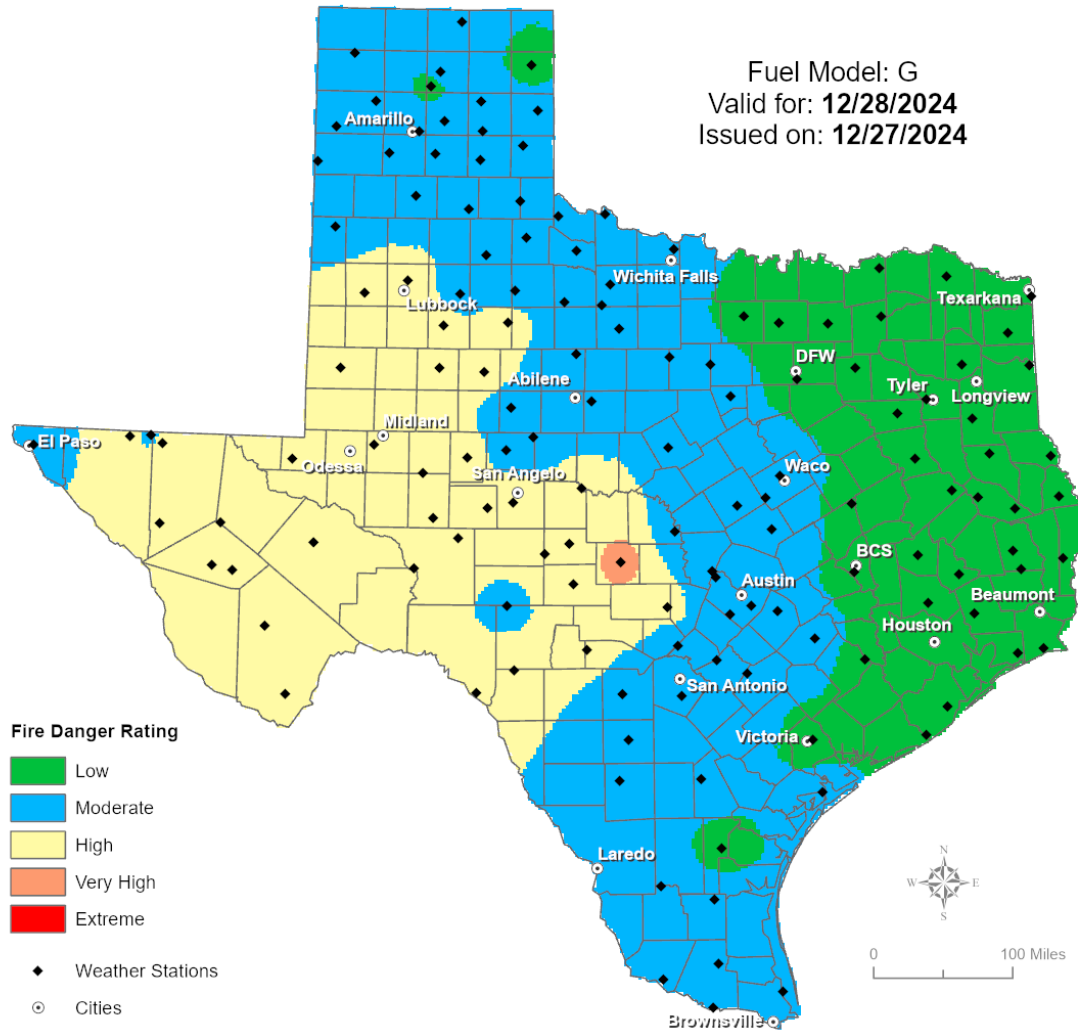 Fuel Model: G
Valid for: 12/28/2024
Issued on: 12/27/2024
Amarillo
Wichita Falls
Lubbock
Texarkana
DFW
Abilene
Tyler
Longview
Midland
El Paso
Odessa
San Angelo
Waco
BCS
Austin
Beaumont
Houston
San Antonio
Victoria
Laredo
Brownsville
Fire Danger Rating
Low
Moderate
High
Very High
Extreme
Weather Stations
Cities
N
W E
S
0 100 Miles